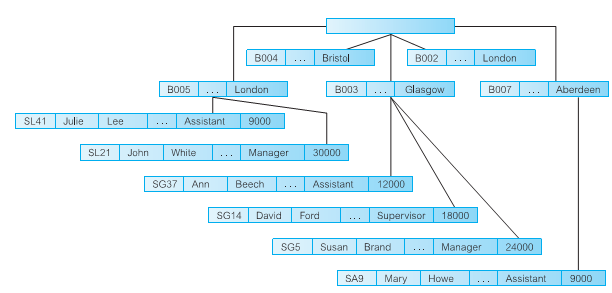 B004 ... Bristol B002 ... London
B005 ... London B003 ... Glasgow B007 ... Aberdeen
SL41 Julie Lee ... Assistant 9000
SL21 John White ... Manager 30000
SG37 Ann Beech ... Assistant 12000
SG14 David Ford ... Supervisor 18000
SG5 Susan Brand ... Manager 24000
SA9 Mary Howe ... Assistant 9000